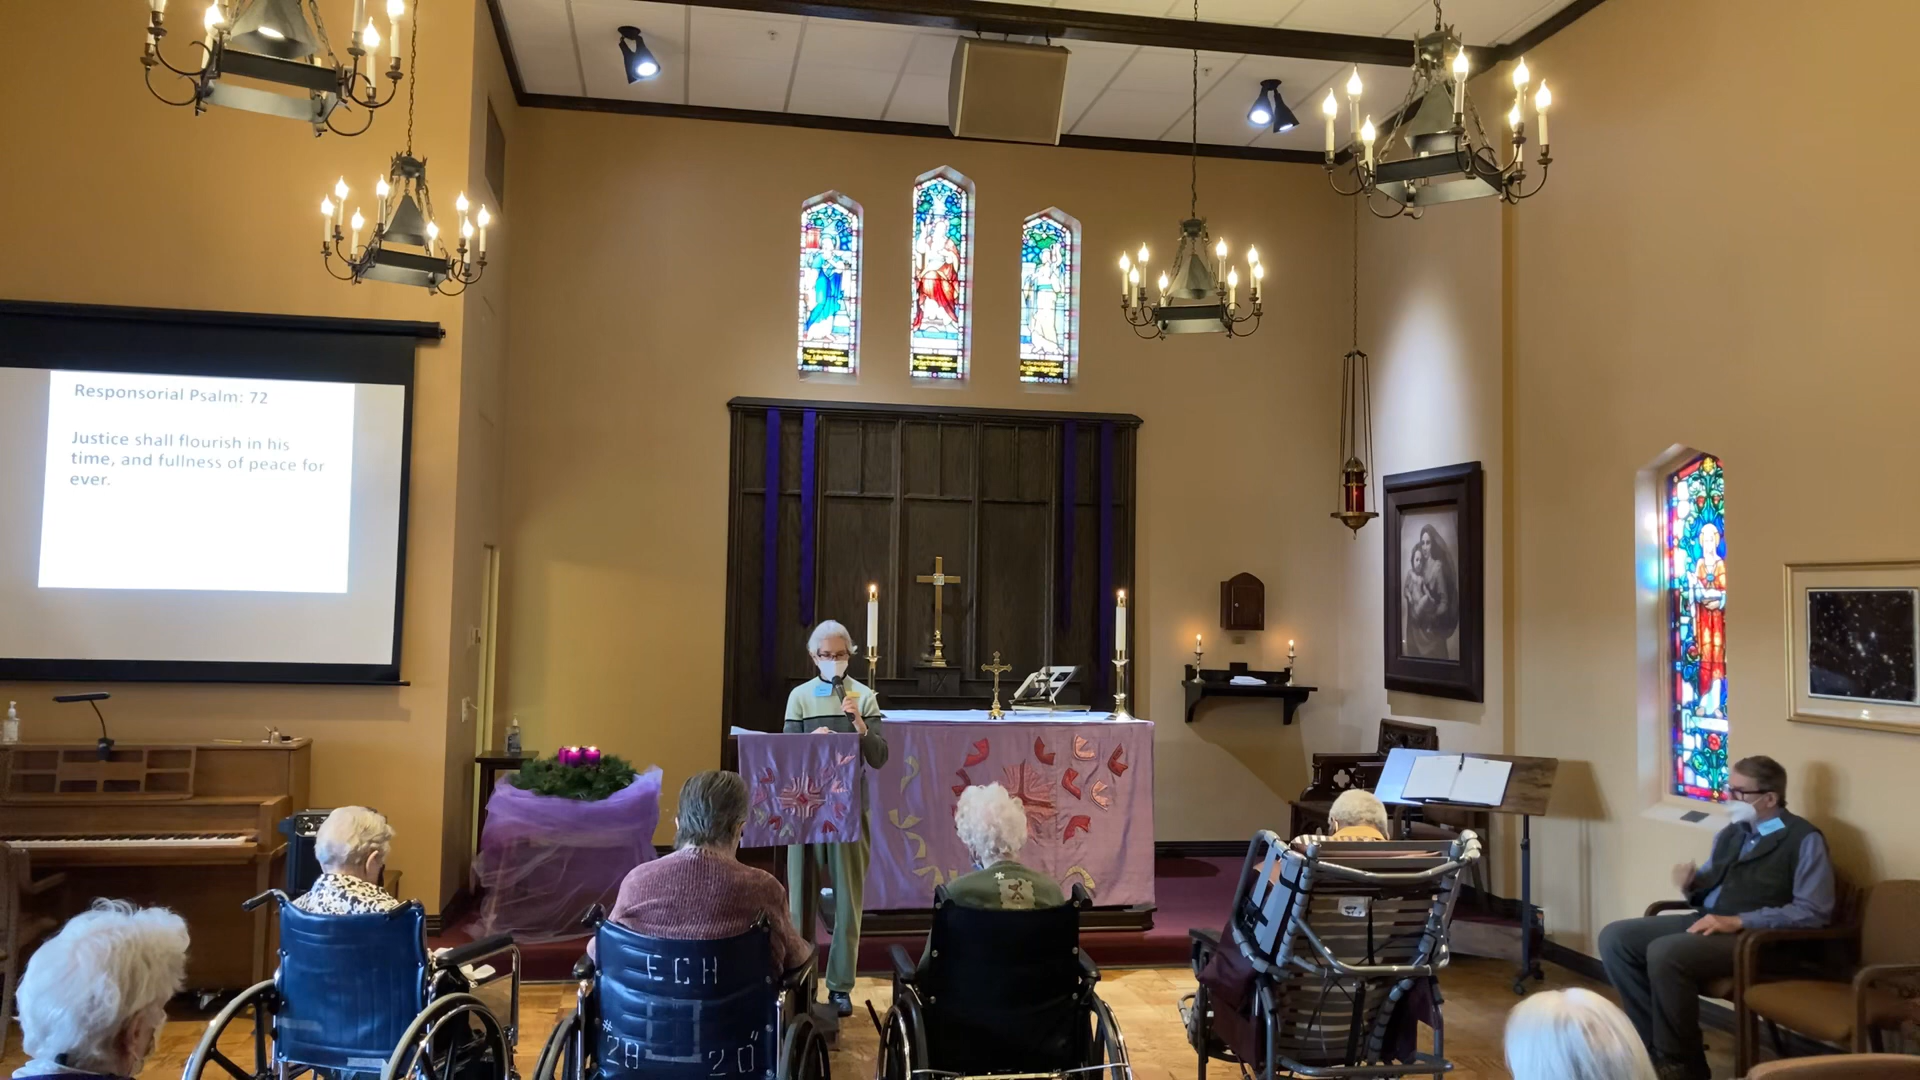 Responsorial Psalm: 72
Justice shall flourish in his
time, and fullness of peace for
ever.
ECH
#28 20"